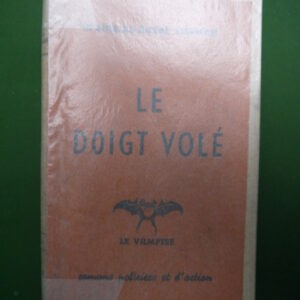 LE
DOIGT VOLÉ
LE VAMPIRE
romans policiers et d'action